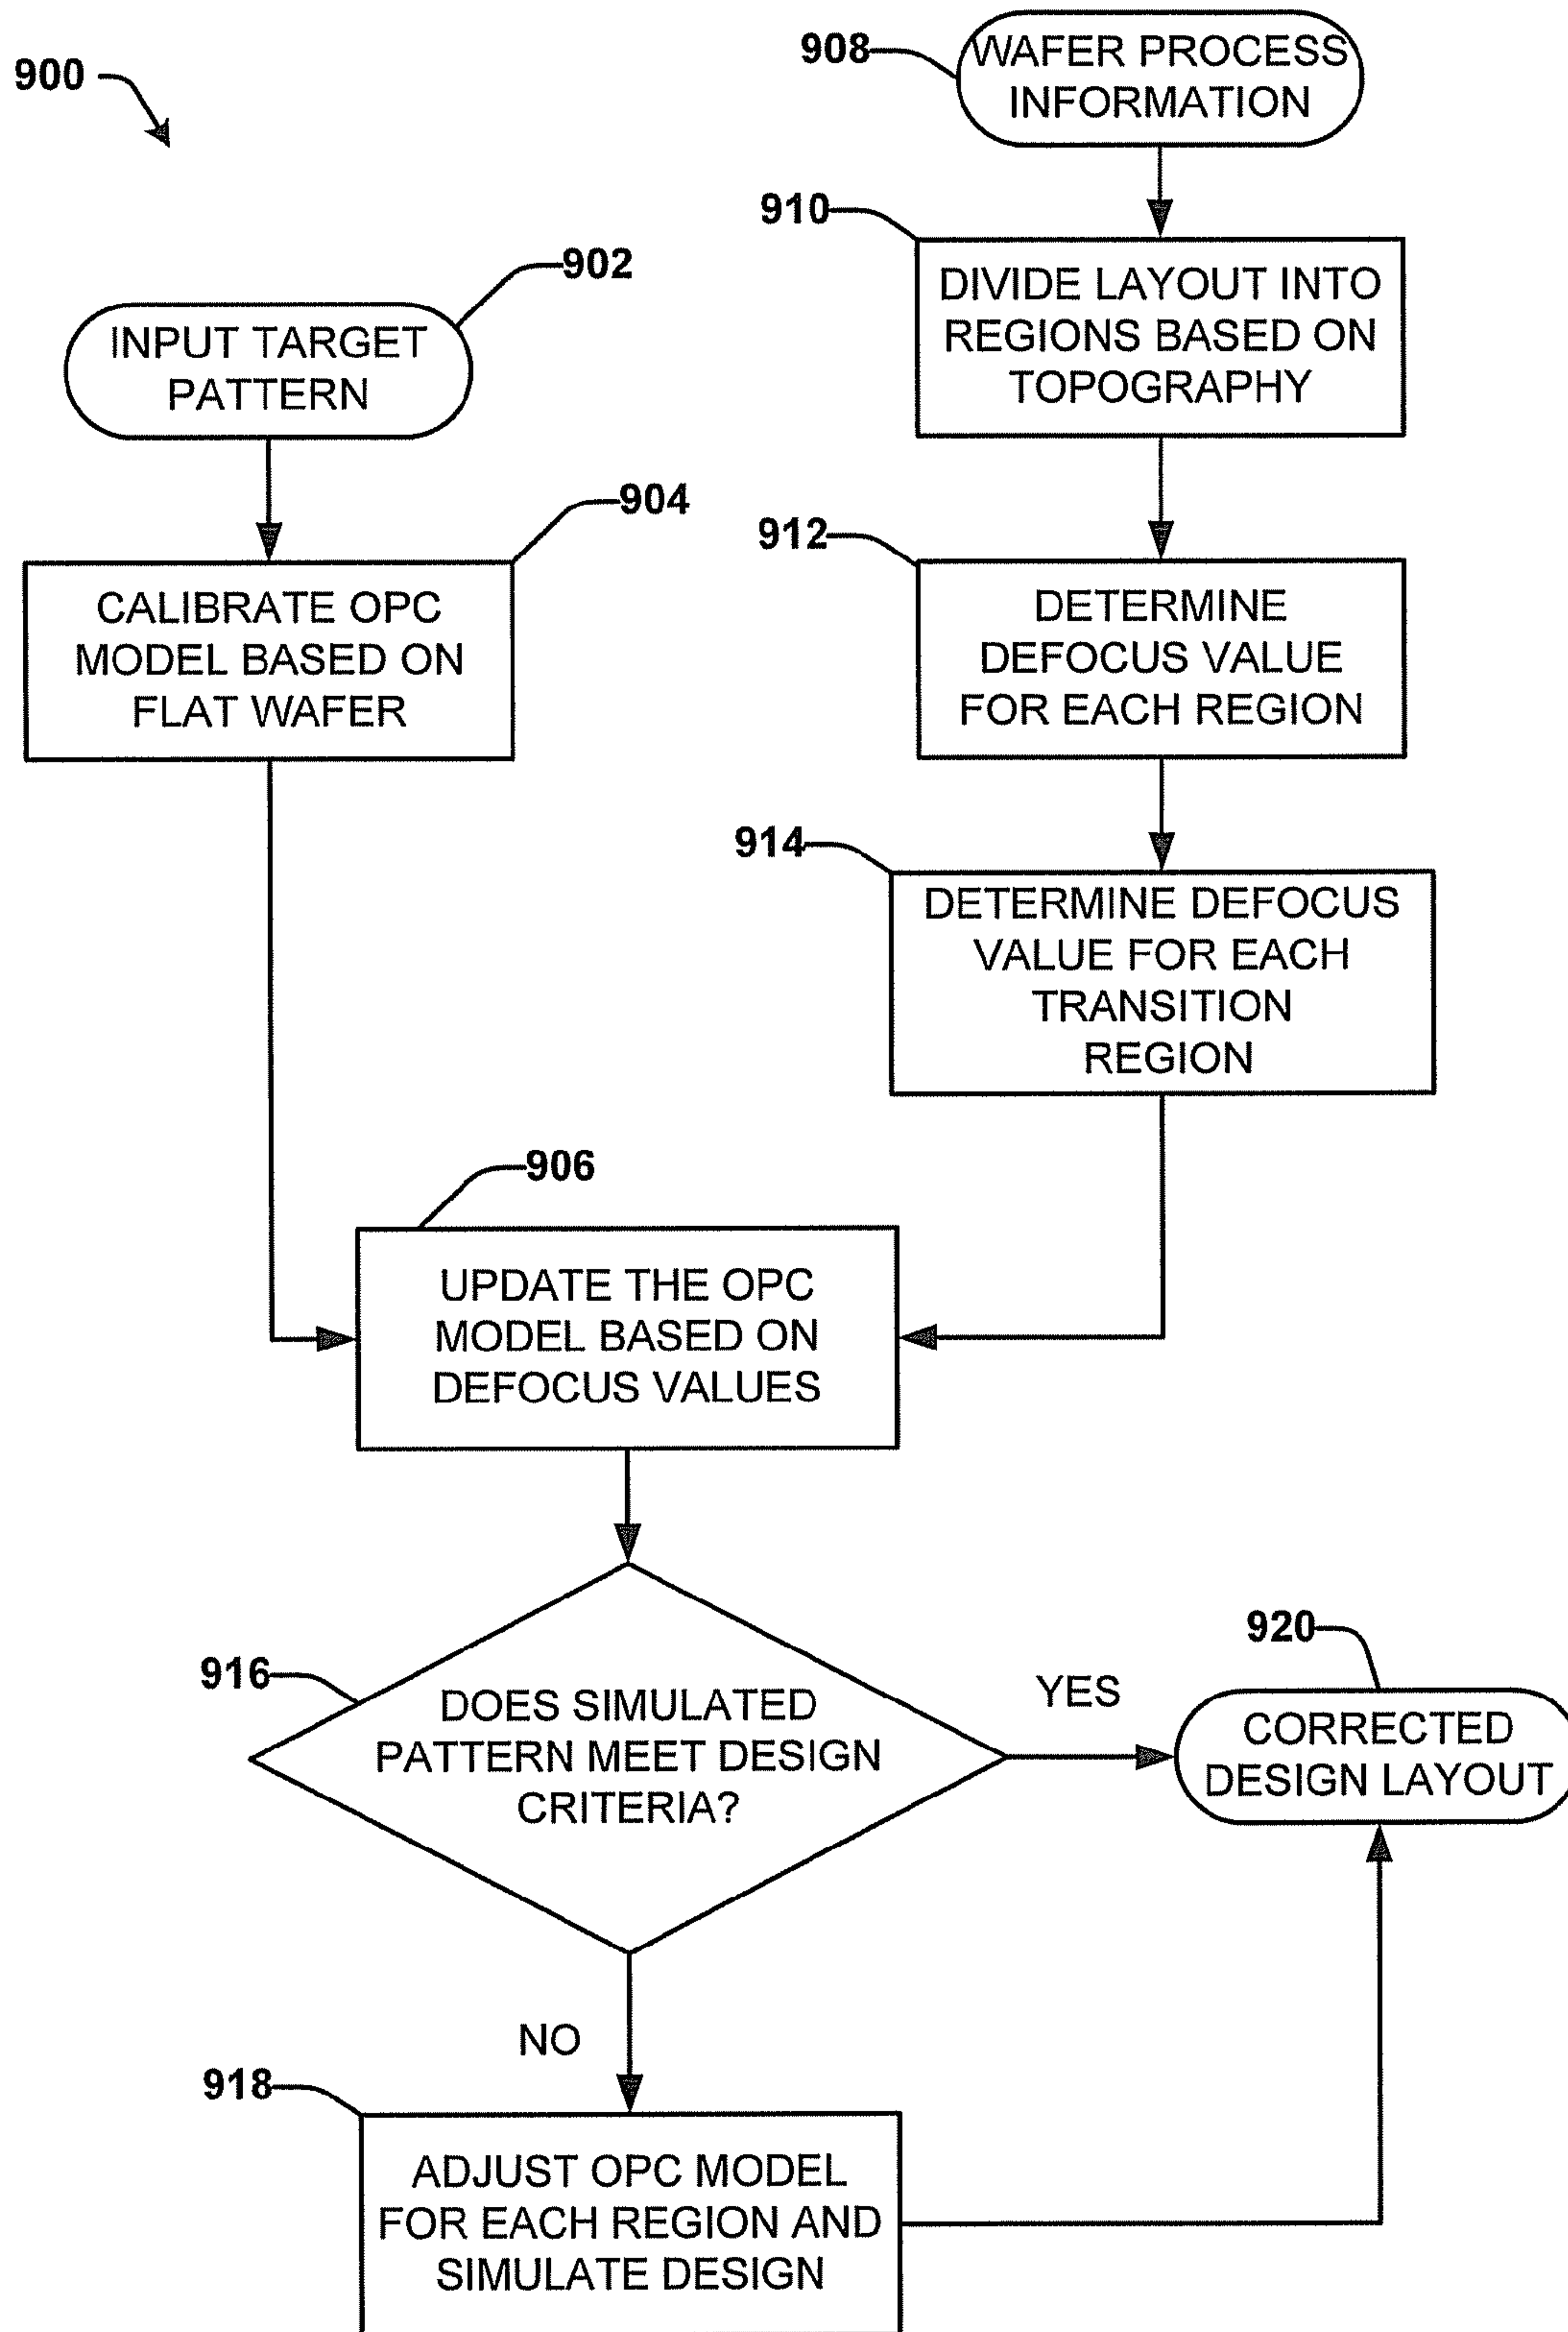 900
908
WAFER PROCESS
INFORMATION
910
DIVIDE LAYOUT INTO
REGIONS BASED ON
TOPOGRAPHY
902
INPUT TARGET
PATTERN
904
CALIBRATE OPC
MODEL BASED ON
FLAT WAFER
912
DETERMINE
DEFOCUS VALUE
FOR EACH REGION
914
DETERMINE DEFOCUS
VALUE FOR EACH
TRANSITION
REGION
906
UPDATE THE OPC
MODEL BASED ON
DEFOCUS VALUES
916
DOES SIMULATED
PATTERN MEET DESIGN
CRITERIA?
YES
920
CORRECTED
DESIGN LAYOUT
NO
918
ADJUST OPC MODEL
FOR EACH REGION AND
SIMULATE DESIGN